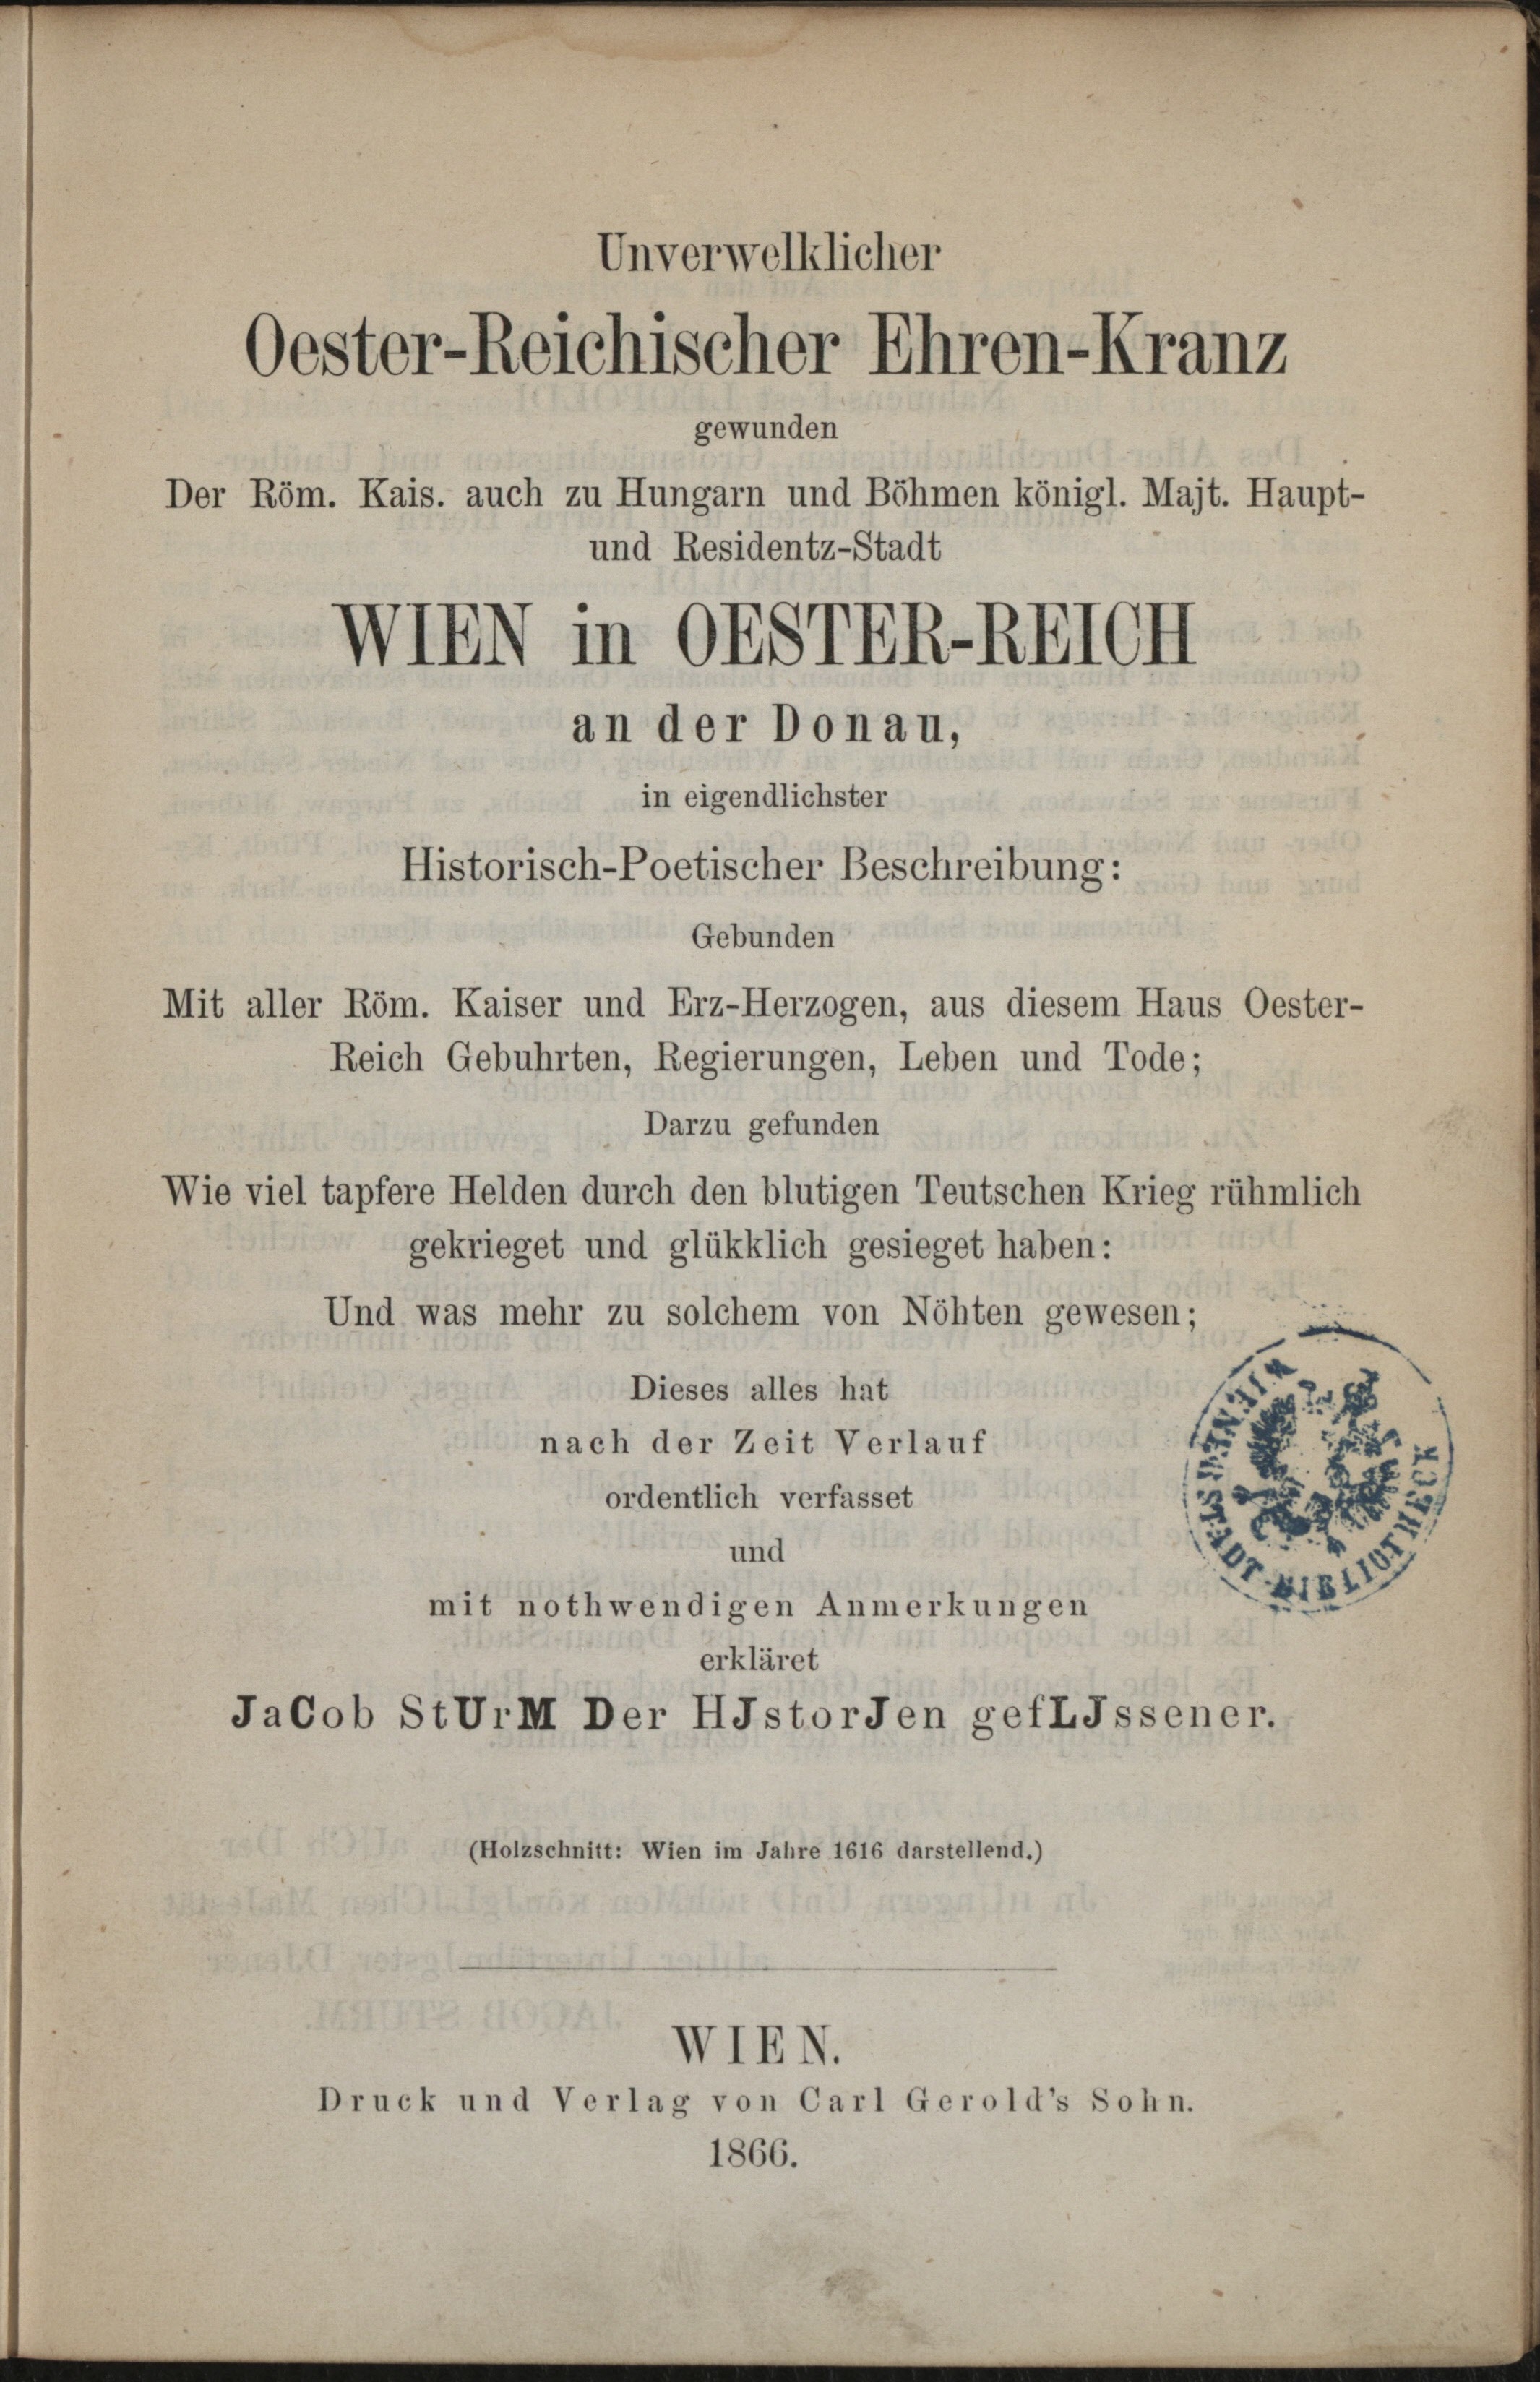 Unverwelklicher
Oester-Reichischer Ehren-Kranz
gewunden
Der Röm. Kais. auch zu Hungarn und Böhmen königl. Majt. Haupt-
und Residentz-Stadt
WIEN in OESTER-REICH
an der Donau,
in eigendlichster
Historisch-Poetischer Beschreibung:
Gebunden
Mit aller Röm. Kaiser und Erz-Herzogen, aus diesem Haus Oester-
Reich Gebuhrten, Regierungen, Leben und Tode;
Darzu gefunden
Wie viel tapfere Helden durch den blutigen Teutschen Krieg rühmlich
gekrieget und glükklich gesieget haben:
Und was mehr zu solchem von Nöhten gewesen;
Dieses alles hat
nach der Zeit Verlauf
ordentlich verfasset
und
mit nothwendigen Anmerkungen
erkläret
JaCob StUrM Der HJstorJen gefLJssener.
WIENER STADT-BIBLIOTHECK
(Holzschnitt: Wien im Jahre 1616 darstellend.)
WIEN.
Druck und Verlag von Carl Gerold's Sohn.
1866.